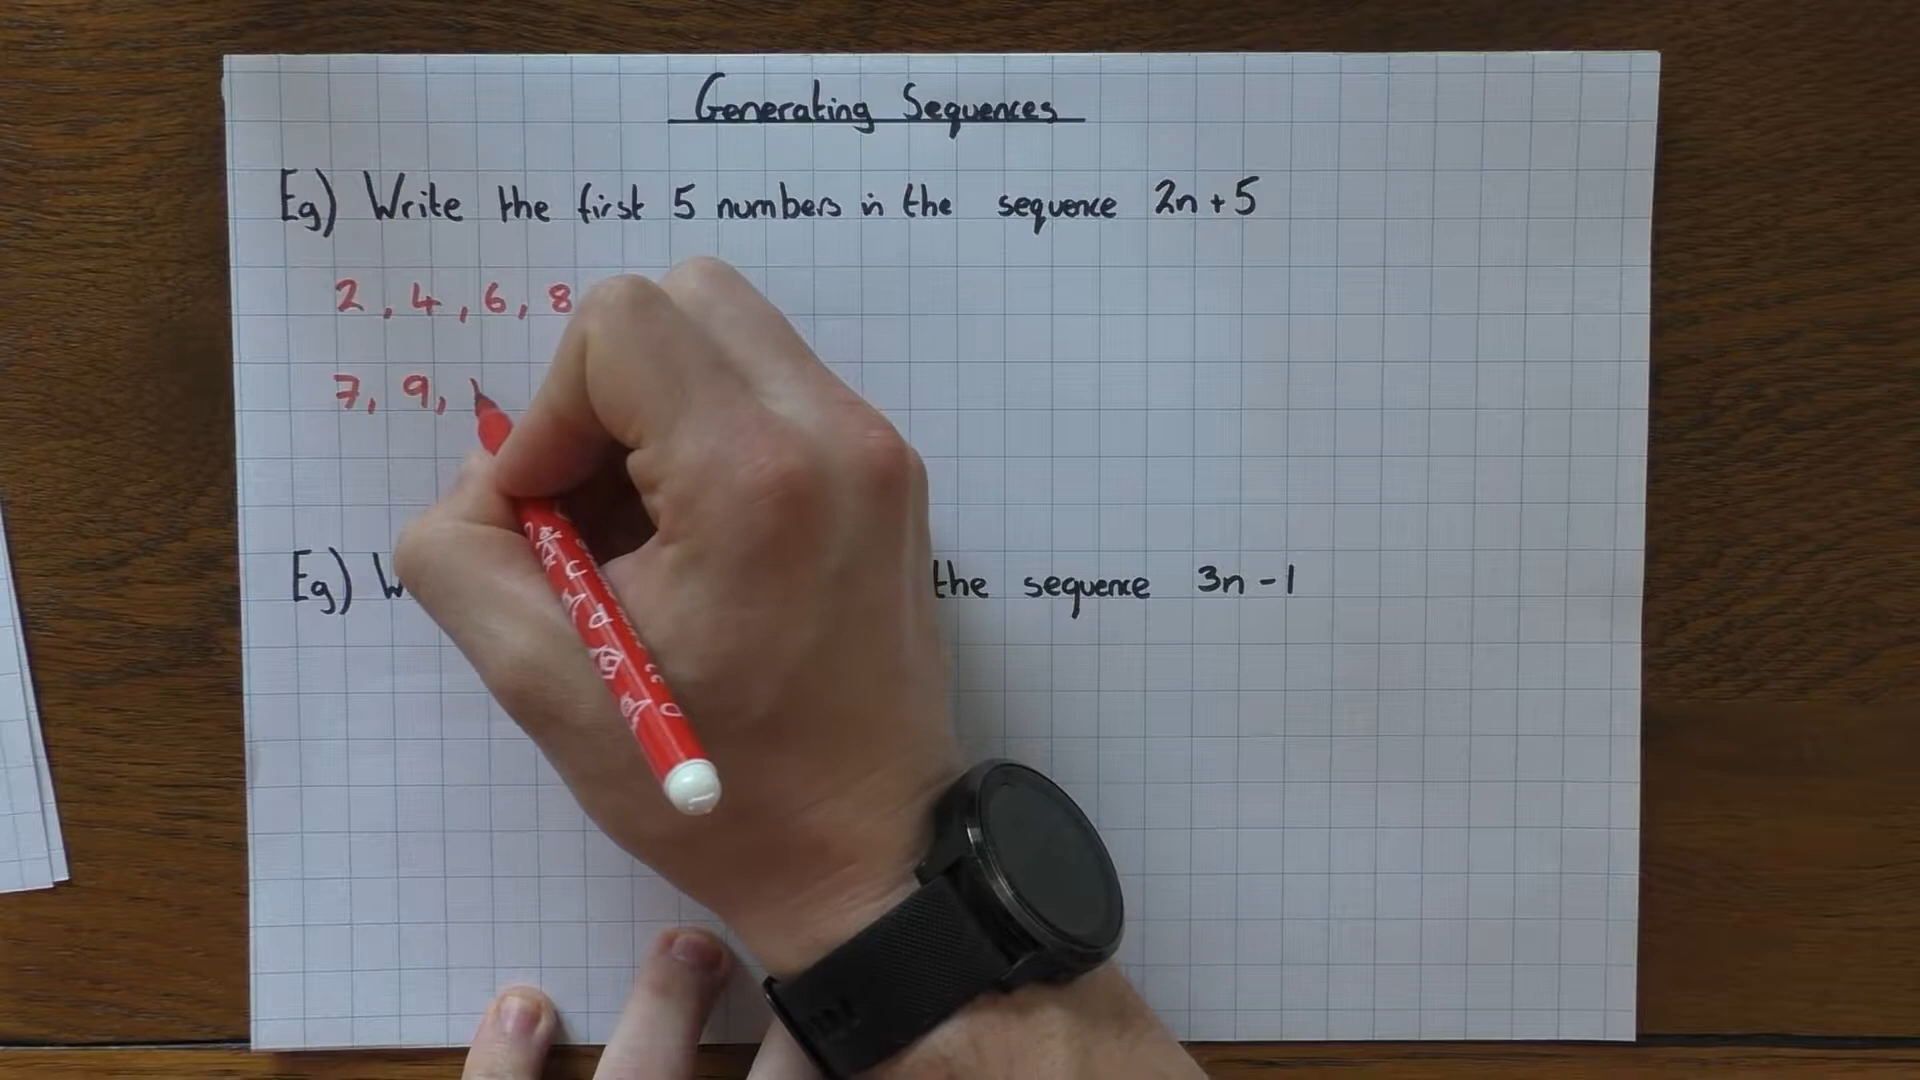 Generating Sequences
Eg) Write the first 5 numbers in the sequence 2n + 5
2, 4, 6, 8
7, 9,
Eg) the sequence 3n - 1